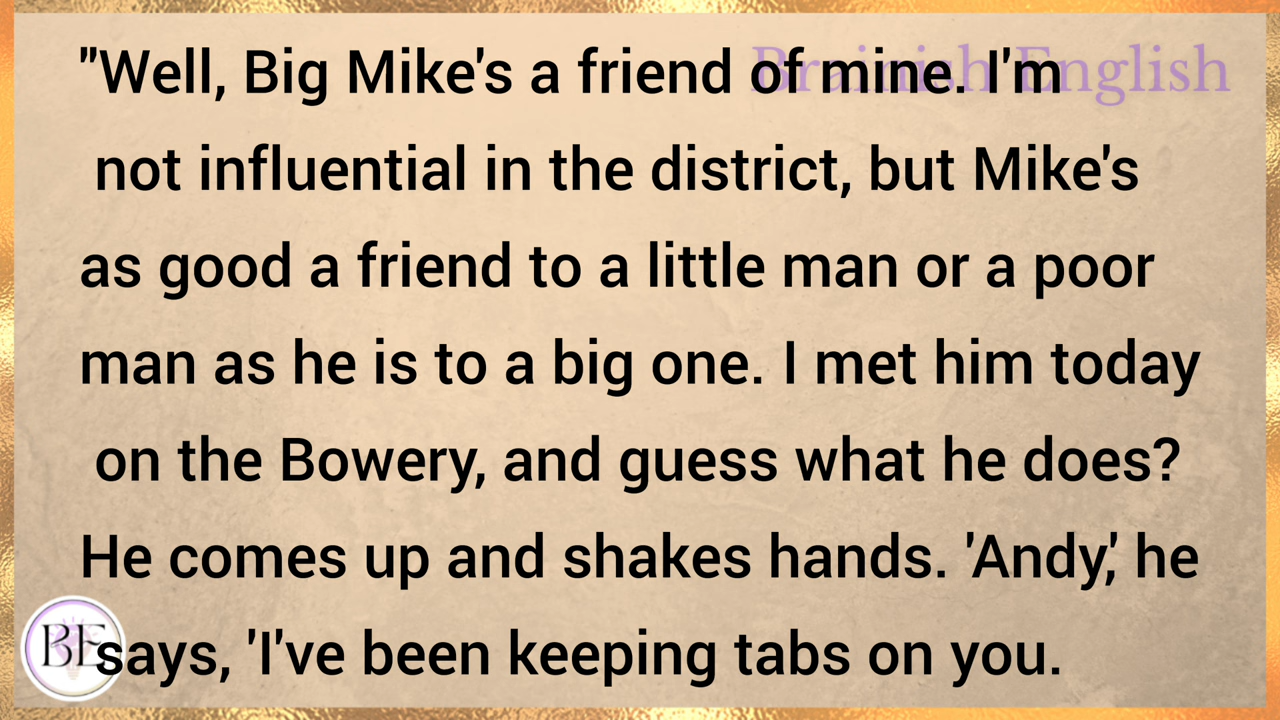 Brainish English
"Well, Big Mike's a friend of mine. I'm
not influential in the district, but Mike's
as good a friend to a little man or a poor
man as he is to a big one. I met him today
on the Bowery, and guess what he does?
He comes up and shakes hands. 'Andy,' he
says, 'I've been keeping tabs on you.
BE